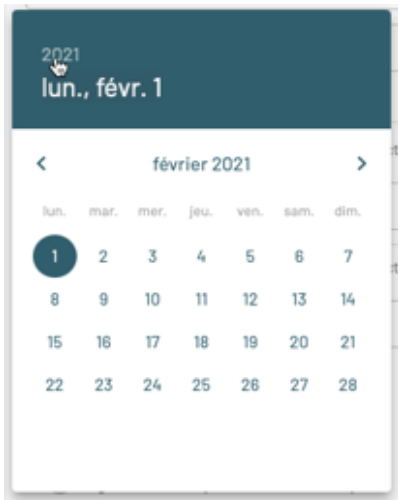 2021
lun., févr. 1
février 2021
lun. mar. mer. jeu. ven. sam. dim.
1 2 3 4 5 6 7
8 9 10 11 12 13 14
15 16 17 18 19 20 21
22 23 24 25 26 27 28